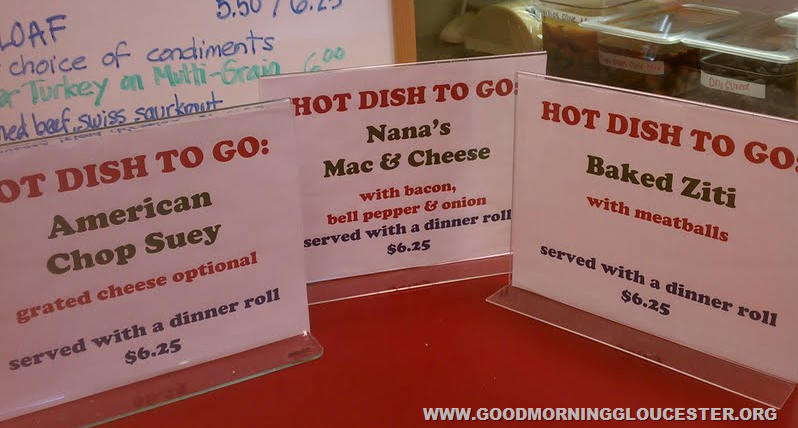 5.50 / 6.25
LOAF
choice of condiments
Turkey on Multi-Grain 6.00
beef, swiss, saurkraut
OT DISH TO GO:
American
Chop Suey
grated cheese optional
served with a dinner roll
$6.25
HOT DISH TO GO:
Nana's
Mac & Cheese
with bacon,
bell pepper & onion
served with a dinner roll
$6.25
HOT DISH TO GO:
Baked Ziti
with meatballs
served with a dinner roll
$6.25
WWW.GOODMORNINGGLOUCESTER.ORG